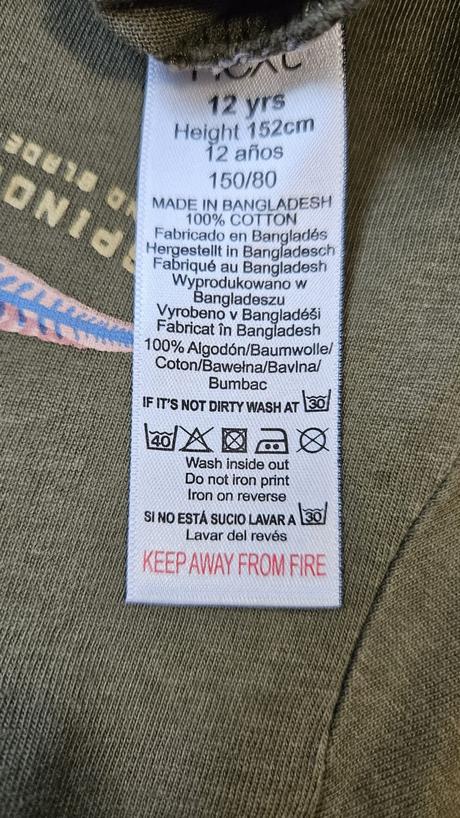 next
12 yrs
Height 152cm
12 años
150/80
MADE IN BANGLADESH
100% COTTON
Fabricado en Bangladés
Hergestellt in Bangladesch
Fabriqué au Bangladesh
Wyprodukowano w
Bangladeszu
Vyrobeno v Bangladéši
Fabricat în Bangladesh
100% Algodón/Baumwolle/
Coton/Bawełna/Bavlna/
Bumbac
IF IT'S NOT DIRTY WASH AT 30
40
Wash inside out
Do not iron print
Iron on reverse
SI NO ESTÁ SUCIO LAVAR A 30
Lavar del revés
KEEP AWAY FROM FIRE